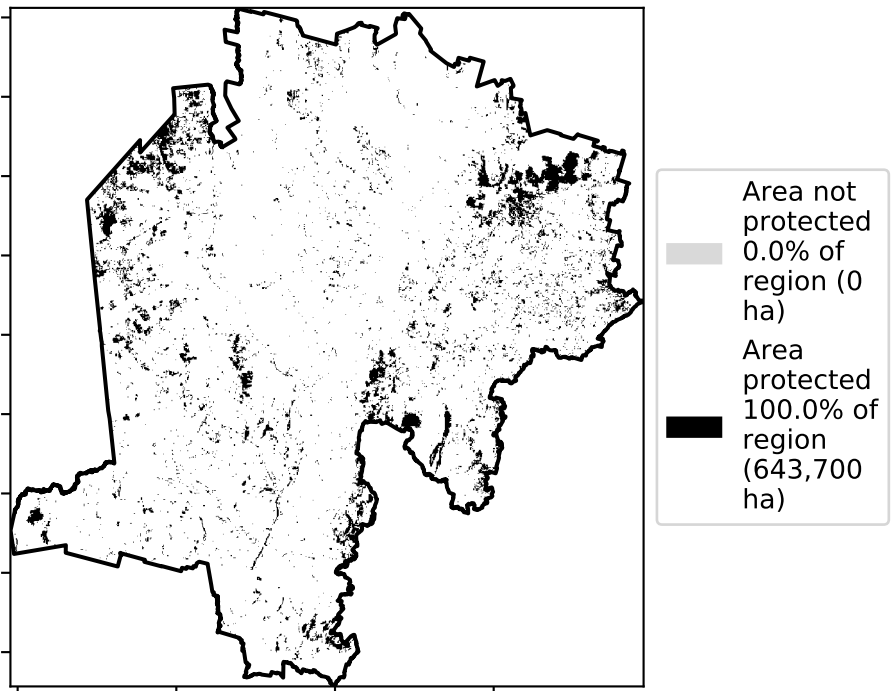 Area not
protected
0.0% of
region (0
ha)
Area
protected
100.0% of
region
(643,700
ha)